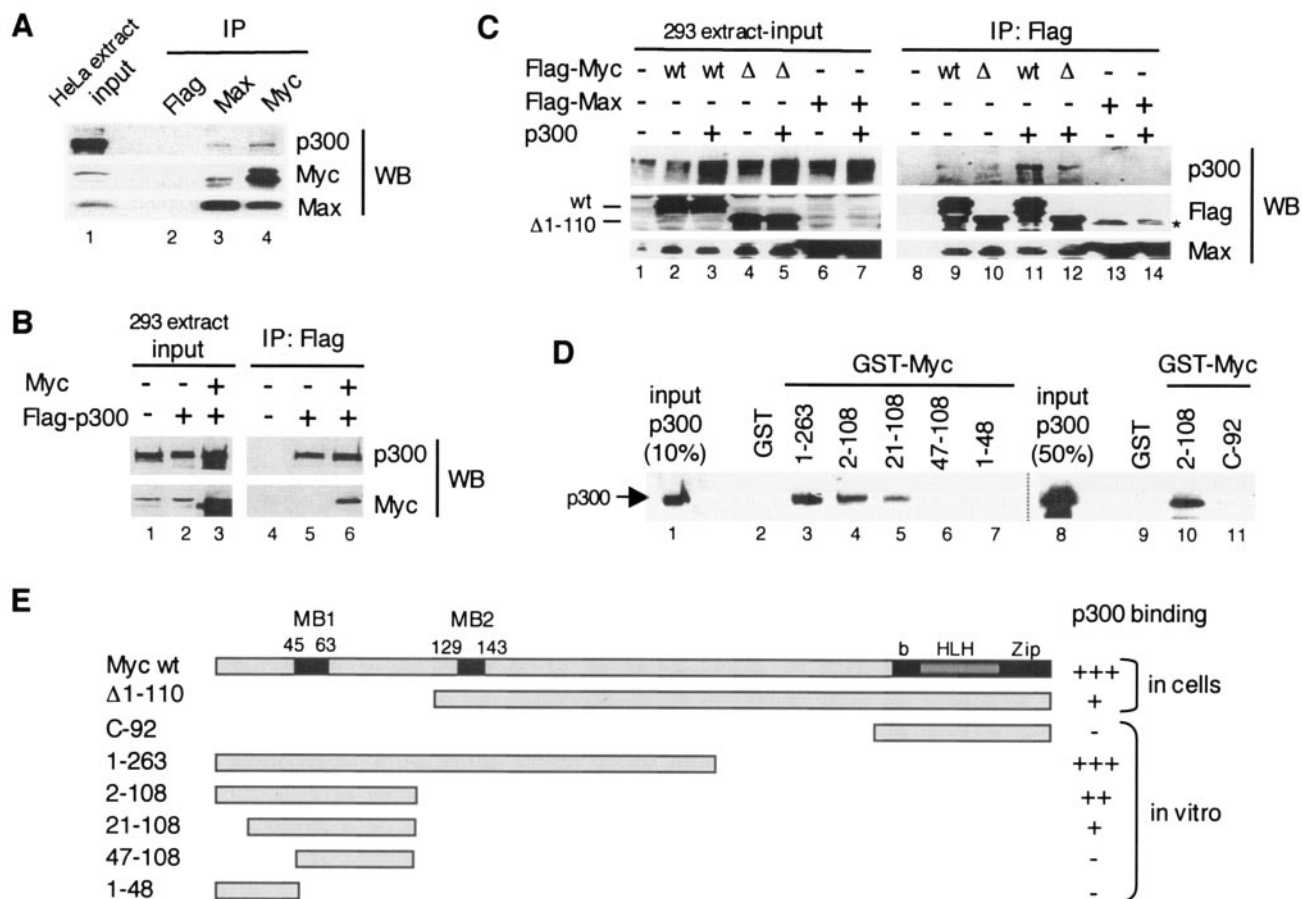 A
HeLa extract
input
IP
Flag
Max
Myc
p300
Myc
Max
WB
1 2 3 4
B
293 extract
input
IP: Flag
Myc - - + - - +
Flag-p300 - + + - + +
p300
Myc
WB
1 2 3 4 5 6
C
293 extract-input
IP: Flag
Flag-Myc - wt wt Δ Δ - - - wt Δ wt Δ - -
Flag-Max - - - - - + + - - - - - + +
p300 - - + - + - + - - - + + - +
wt
Δ1-110
p300
Flag
*
Max
WB
1 2 3 4 5 6 7 8 9 10 11 12 13 14
D
GST-Myc
GST-Myc
input
p300
(10%)
GST
1-263
2-108
21-108
47-108
1-48
input
p300
(50%)
GST
2-108
C-92
p300
1 2 3 4 5 6 7 8 9 10 11
E
MB1
MB2
p300 binding
45 63 129 143 b HLH Zip
Myc wt +++
Δ1-110 +
in cells
C-92 -
1-263 +++
2-108 ++
21-108 +
47-108 -
1-48 -
in vitro